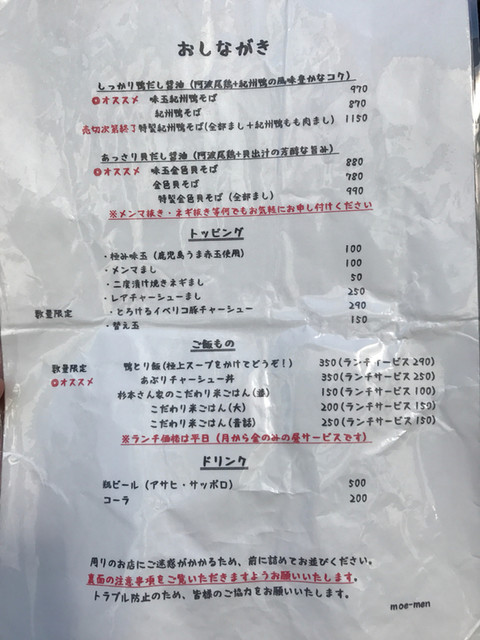 おしながき
しっかり鴨だし醤油（阿波尾鶏+紀州鴨の風味豊かなコク）
◎オススメ 味玉紀州鴨そば 970
紀州鴨そば 870
売切次第終了 特製紀州鴨そば(全部まし+紀州鴨もも肉まし) 1150
あっさり貝だし醤油（阿波尾鶏+貝出汁の芳醇な旨み）
◎オススメ 味玉金色貝そば 880
金色貝そば 780
特製金色貝そば（全部まし） 990
※メンマ抜き・ネギ抜き等何でもお気軽にお申し付けください
トッピング
・極み味玉（鹿児島うま赤玉使用） 100
・メンマまし 100
・二度漬け焼きネギまし 50
・レアチャーシューまし 250
数量限定 ・とろけるイベリコ豚チャーシュー 290
・替え玉 150
ご飯もの
数量限定 鴨とり飯(極上スープをかけてどうぞ！) 350(ランチサービス290)
◎オススメ あぶりチャーシュー丼 350(ランチサービス250)
杉本さん家のこだわり米ごはん 150(ランチサービス100)
こだわり米ごはん(大) 200(ランチサービス150)
こだわり米ごはん(昔話) 250(ランチサービス150)
※ランチ価格は平日（月から金のみの昼サービスです）
ドリンク
瓶ビール（アサヒ・サッポロ） 500
コーラ 200
周りのお店にご迷惑がかかるため、前に詰めてお並びください。
裏面の注意事項をご覧いただきますようお願いいたします。
トラブル防止のため、皆様のご協力をお願いいたします。
moe-men